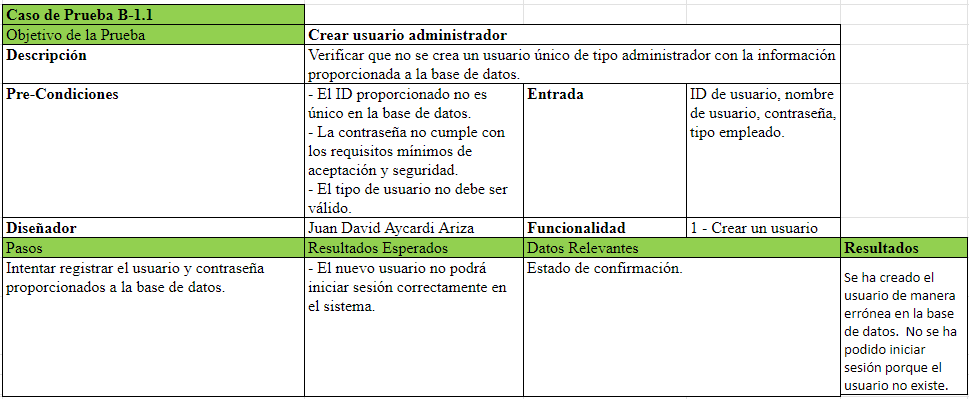 Caso de Prueba B-1.1
Objetivo de la Prueba
Crear usuario administrador
Descripción
Verificar que no se crea un usuario único de tipo administrador con la información
proporcionada a la base de datos.
Pre-Condiciones
- El ID proporcionado no es
único en la base de datos.
- La contraseña no cumple con
los requisitos mínimos de
aceptación y seguridad.
- El tipo de usuario no debe ser
válido.
Entrada
ID de usuario, nombre
de usuario, contraseña,
tipo empleado.
Diseñador
Juan David Aycardi Ariza
Funcionalidad
1 - Crear un usuario
Pasos
Resultados Esperados
Datos Relevantes
Resultados
Intentar registrar el usuario y contraseña
proporcionados a la base de datos.
- El nuevo usuario no podrá
iniciar sesión correctamente en
el sistema.
Estado de confirmación.
Se ha creado el
usuario de manera
errónea en la base
de datos.  No se ha
podido iniciar
sesión porque el
usuario no existe.